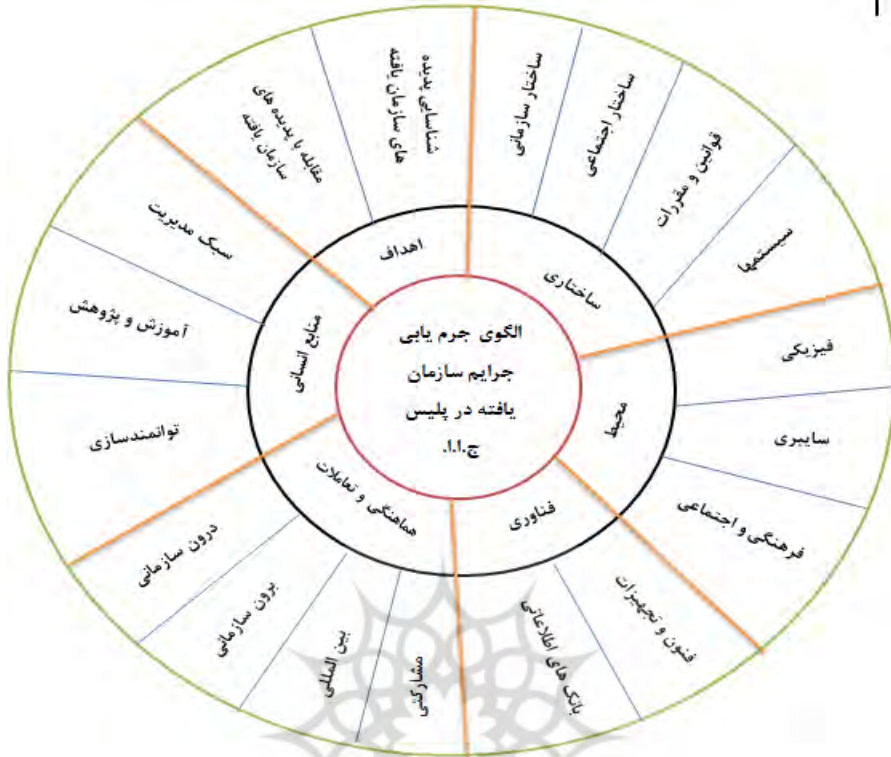 الگوی جرم یابی
جرایم سازمان
یافته در پلیس
ج.ا.ا.
اهداف
شناسایی پدیده
های سازمان یافته
مقابله با پدیده های
سازمان یافته
ساختاری
ساختار سازمانی
ساختار اجتماعی
قوانین و مقررات
سیستمها
محیط
فیزیکی
سایبری
فرهنگی و اجتماعی
فناوری
فنون و تجهیزات
بانک های اطلاعاتی
هماهنگی و تعاملات
مشارکتی
بین المللی
برون سازمانی
درون سازمانی
منابع انسانی
توانمندسازی
آموزش و پژوهش
سبک مدیریت